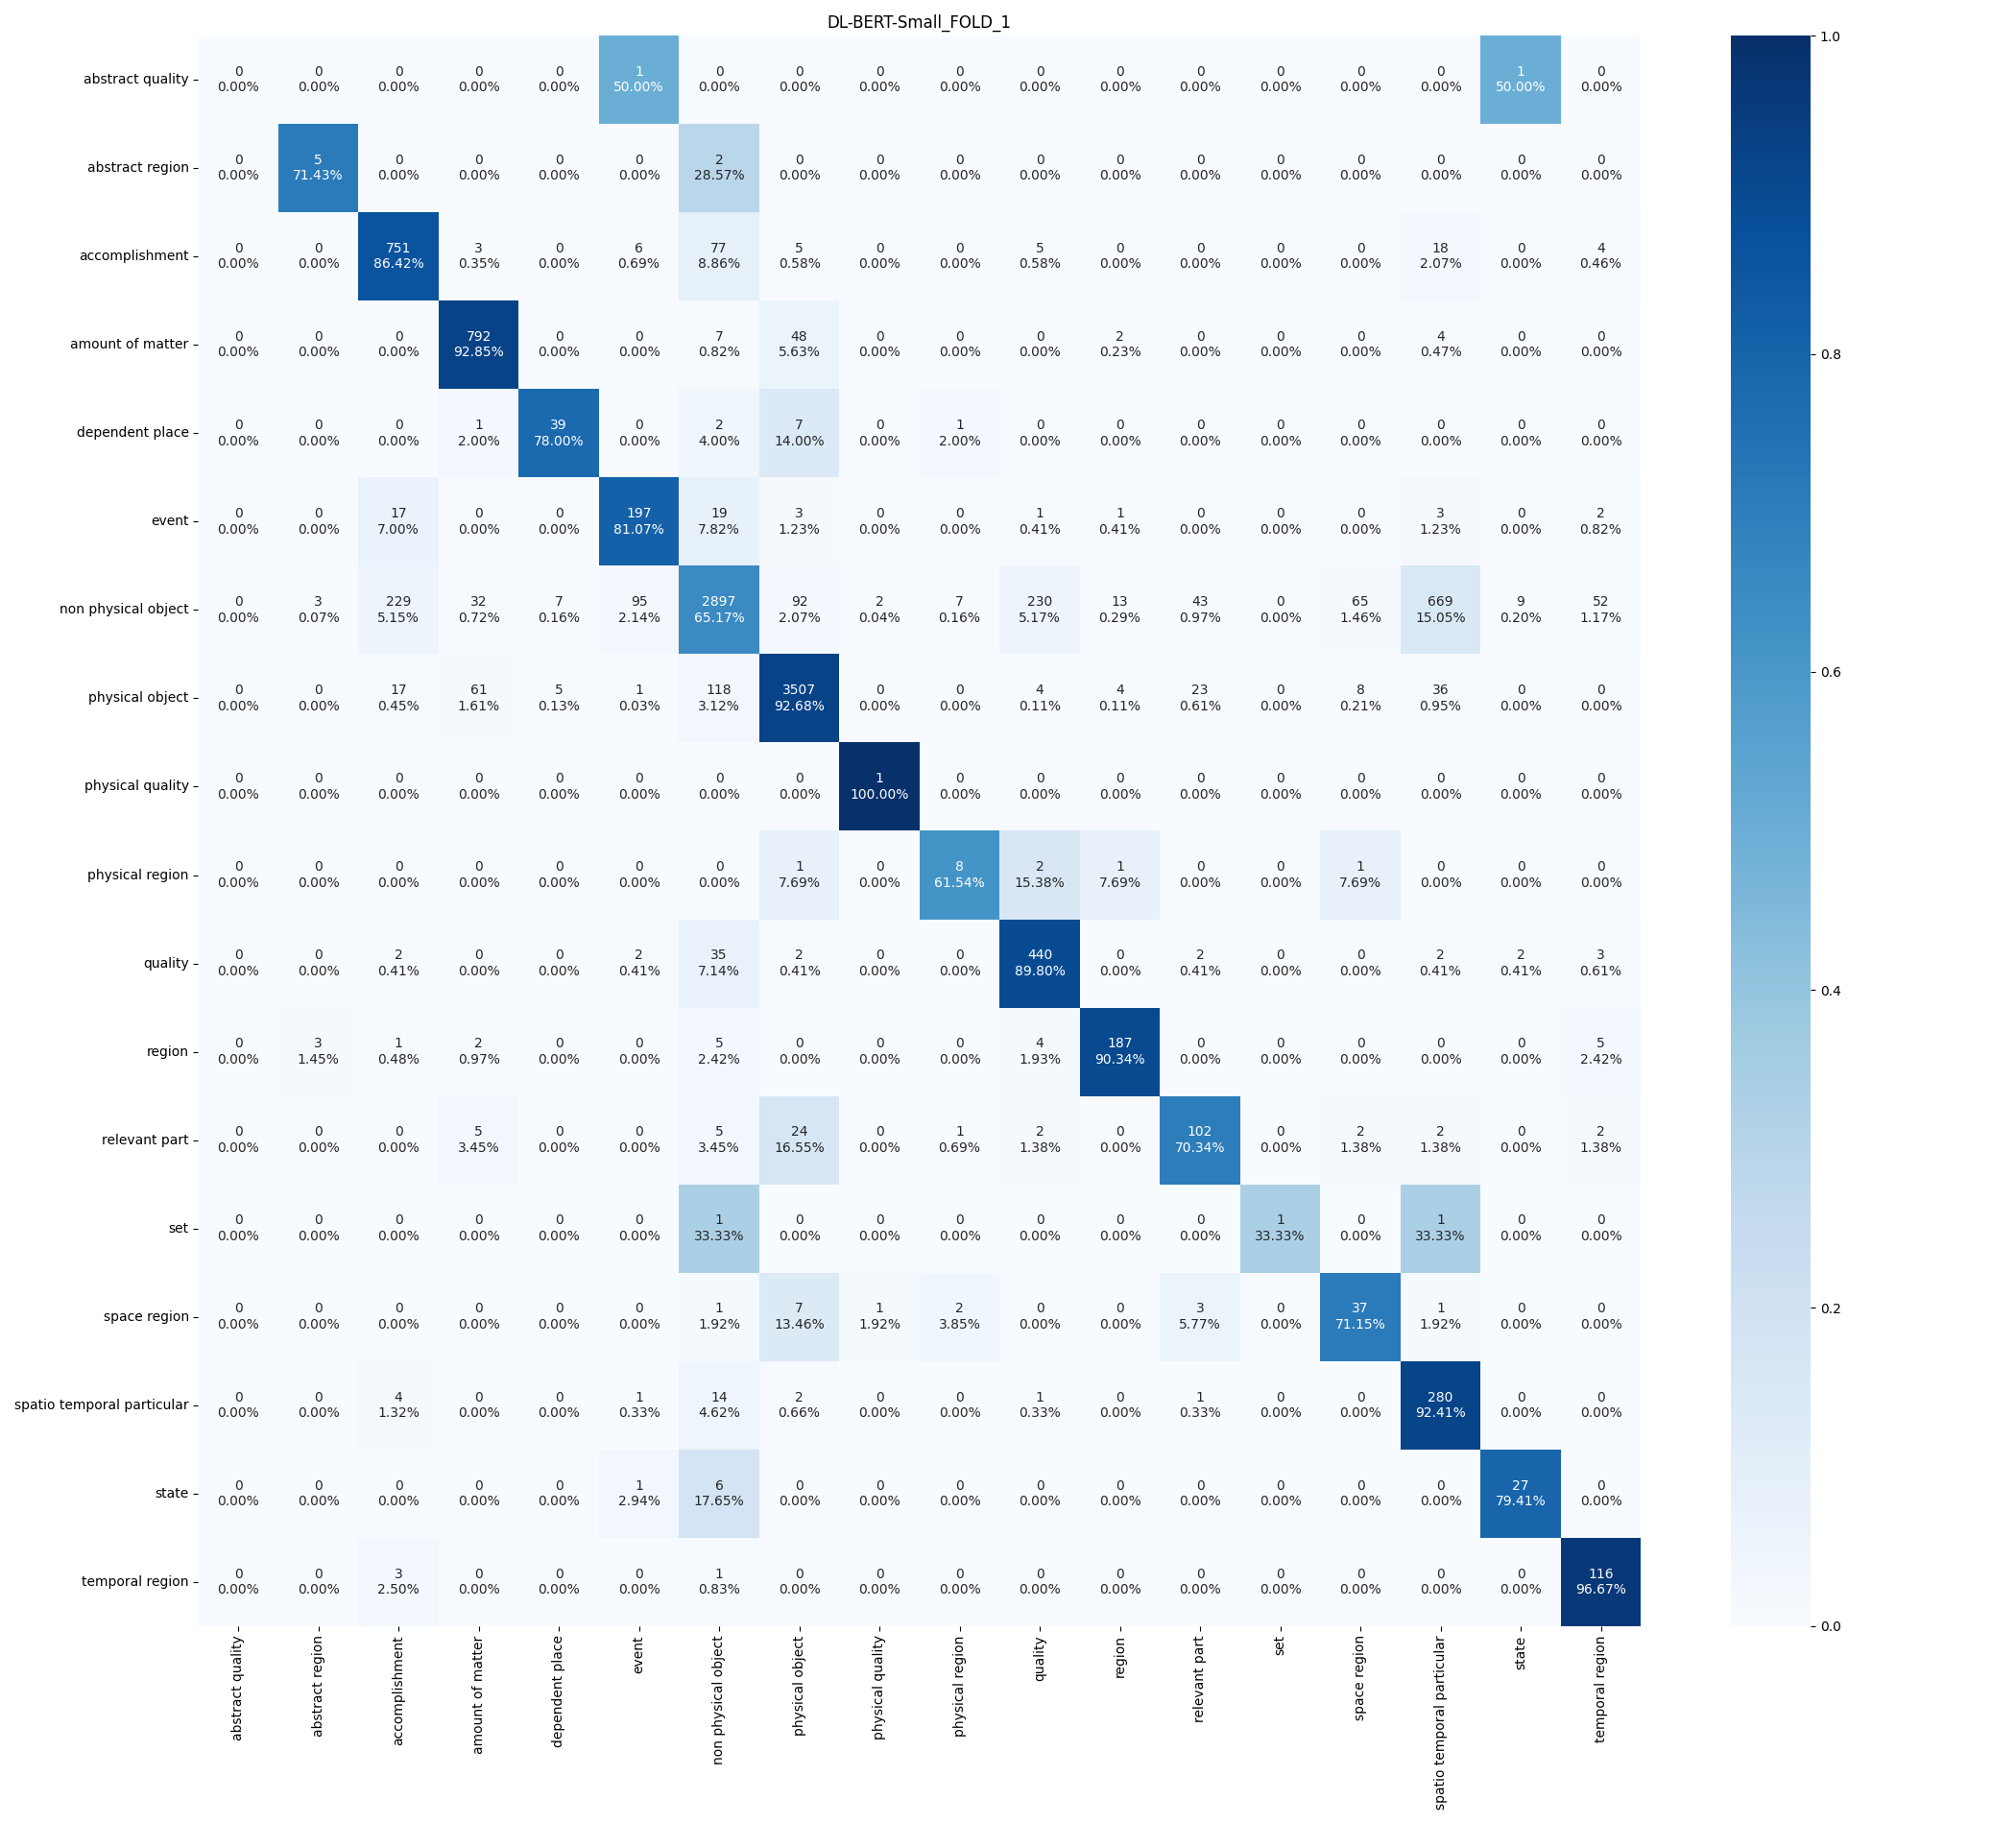 DL-BERT-Small_FOLD_1
abstract quality 0 0 0 0 0 1 0 0 0 0 0 0 0 0 0 0 1 0
0.00% 0.00% 0.00% 0.00% 0.00% 50.00% 0.00% 0.00% 0.00% 0.00% 0.00% 0.00% 0.00% 0.00% 0.00% 0.00% 50.00% 0.00%
abstract region 0 5 0 0 0 0 2 0 0 0 0 0 0 0 0 0 0 0
0.00% 71.43% 0.00% 0.00% 0.00% 0.00% 28.57% 0.00% 0.00% 0.00% 0.00% 0.00% 0.00% 0.00% 0.00% 0.00% 0.00% 0.00%
accomplishment 0 0 751 3 0 6 77 5 0 0 5 0 0 0 0 18 0 4
0.00% 0.00% 86.42% 0.35% 0.00% 0.69% 8.86% 0.58% 0.00% 0.00% 0.58% 0.00% 0.00% 0.00% 0.00% 2.07% 0.00% 0.46%
amount of matter 0 0 0 792 0 0 7 48 0 0 0 2 0 0 0 4 0 0
0.00% 0.00% 0.00% 92.85% 0.00% 0.00% 0.82% 5.63% 0.00% 0.00% 0.00% 0.23% 0.00% 0.00% 0.00% 0.47% 0.00% 0.00%
dependent place 0 0 0 1 39 0 2 7 0 1 0 0 0 0 0 0 0 0
0.00% 0.00% 0.00% 2.00% 78.00% 0.00% 4.00% 14.00% 0.00% 2.00% 0.00% 0.00% 0.00% 0.00% 0.00% 0.00% 0.00% 0.00%
event 0 0 17 0 0 197 19 3 0 0 1 1 0 0 0 3 0 2
0.00% 0.00% 7.00% 0.00% 0.00% 81.07% 7.82% 1.23% 0.00% 0.00% 0.41% 0.41% 0.00% 0.00% 0.00% 1.23% 0.00% 0.82%
non physical object 0 3 229 32 7 95 2897 92 2 7 230 13 43 0 65 669 9 52
0.00% 0.07% 5.15% 0.72% 0.16% 2.14% 65.17% 2.07% 0.04% 0.16% 5.17% 0.29% 0.97% 0.00% 1.46% 15.05% 0.20% 1.17%
physical object 0 0 17 61 5 1 118 3507 0 0 4 4 23 0 8 36 0 0
0.00% 0.00% 0.45% 1.61% 0.13% 0.03% 3.12% 92.68% 0.00% 0.00% 0.11% 0.11% 0.61% 0.00% 0.21% 0.95% 0.00% 0.00%
physical quality 0 0 0 0 0 0 0 0 1 0 0 0 0 0 0 0 0 0
0.00% 0.00% 0.00% 0.00% 0.00% 0.00% 0.00% 0.00% 100.00% 0.00% 0.00% 0.00% 0.00% 0.00% 0.00% 0.00% 0.00% 0.00%
physical region 0 0 0 0 0 0 0 1 0 8 2 1 0 0 1 0 0 0
0.00% 0.00% 0.00% 0.00% 0.00% 0.00% 0.00% 7.69% 0.00% 61.54% 15.38% 7.69% 0.00% 0.00% 7.69% 0.00% 0.00% 0.00%
quality 0 0 2 0 0 2 35 2 0 0 440 0 2 0 0 2 2 3
0.00% 0.00% 0.41% 0.00% 0.00% 0.41% 7.14% 0.41% 0.00% 0.00% 89.80% 0.00% 0.41% 0.00% 0.00% 0.41% 0.41% 0.61%
region 0 3 1 2 0 0 5 0 0 0 4 187 0 0 0 0 0 5
0.00% 1.45% 0.48% 0.97% 0.00% 0.00% 2.42% 0.00% 0.00% 0.00% 1.93% 90.34% 0.00% 0.00% 0.00% 0.00% 0.00% 2.42%
relevant part 0 0 0 5 0 0 5 24 0 1 2 0 102 0 2 2 0 2
0.00% 0.00% 0.00% 3.45% 0.00% 0.00% 3.45% 16.55% 0.00% 0.69% 1.38% 0.00% 70.34% 0.00% 1.38% 1.38% 0.00% 1.38%
set 0 0 0 0 0 0 1 0 0 0 0 0 0 1 0 1 0 0
0.00% 0.00% 0.00% 0.00% 0.00% 0.00% 33.33% 0.00% 0.00% 0.00% 0.00% 0.00% 0.00% 33.33% 0.00% 33.33% 0.00% 0.00%
space region 0 0 0 0 0 0 1 7 1 2 0 0 3 0 37 1 0 0
0.00% 0.00% 0.00% 0.00% 0.00% 0.00% 1.92% 13.46% 1.92% 3.85% 0.00% 0.00% 5.77% 0.00% 71.15% 1.92% 0.00% 0.00%
spatio temporal particular 0 0 4 0 0 1 14 2 0 0 1 0 1 0 0 280 0 0
0.00% 0.00% 1.32% 0.00% 0.00% 0.33% 4.62% 0.66% 0.00% 0.00% 0.33% 0.00% 0.33% 0.00% 0.00% 92.41% 0.00% 0.00%
state 0 0 0 0 0 1 6 0 0 0 0 0 0 0 0 0 27 0
0.00% 0.00% 0.00% 0.00% 0.00% 2.94% 17.65% 0.00% 0.00% 0.00% 0.00% 0.00% 0.00% 0.00% 0.00% 0.00% 79.41% 0.00%
temporal region 0 0 3 0 0 0 1 0 0 0 0 0 0 0 0 0 0 116
0.00% 0.00% 2.50% 0.00% 0.00% 0.00% 0.83% 0.00% 0.00% 0.00% 0.00% 0.00% 0.00% 0.00% 0.00% 0.00% 0.00% 96.67%
abstract quality
abstract region
accomplishment
amount of matter
dependent place
event
non physical object
physical object
physical quality
physical region
quality
region
relevant part
set
space region
spatio temporal particular
state
temporal region
1.0
0.8
0.6
0.4
0.2
0.0